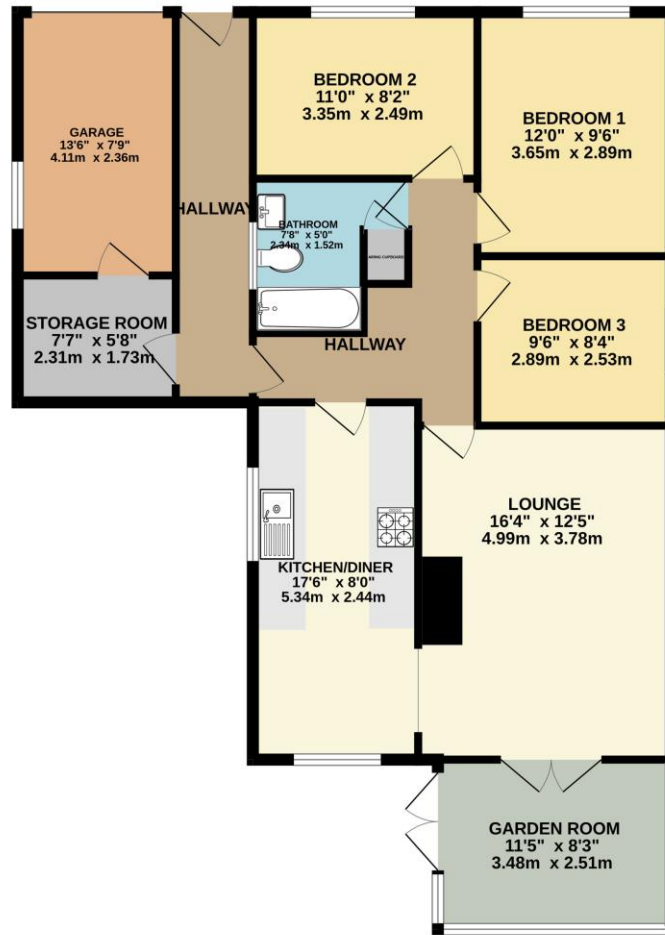 GARAGE
13'6" x 7'9"
4.11m x 2.36m
BEDROOM 2
11'0" x 8'2"
3.35m x 2.49m
BEDROOM 1
12'0" x 9'6"
3.65m x 2.89m
HALLWAY
BATHROOM
7'8" x 5'0"
2.34m x 1.52m
AIRING CUPBOARD
STORAGE ROOM
7'7" x 5'8"
2.31m x 1.73m
HALLWAY
BEDROOM 3
9'6" x 8'4"
2.89m x 2.53m
LOUNGE
16'4" x 12'5"
4.99m x 3.78m
KITCHEN/DINER
17'6" x 8'0"
5.34m x 2.44m
GARDEN ROOM
11'5" x 8'3"
3.48m x 2.51m